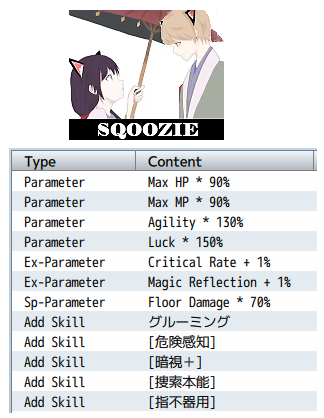 SQOOZIE
Type Content
Parameter Max HP * 90%
Parameter Max MP * 90%
Parameter Agility * 130%
Parameter Luck * 150%
Ex-Parameter Critical Rate + 1%
Ex-Parameter Magic Reflection + 1%
Sp-Parameter Floor Damage * 70%
Add Skill グルーミング
Add Skill [危険感知]
Add Skill [暗視＋]
Add Skill [捜索本能]
Add Skill [指不器用]